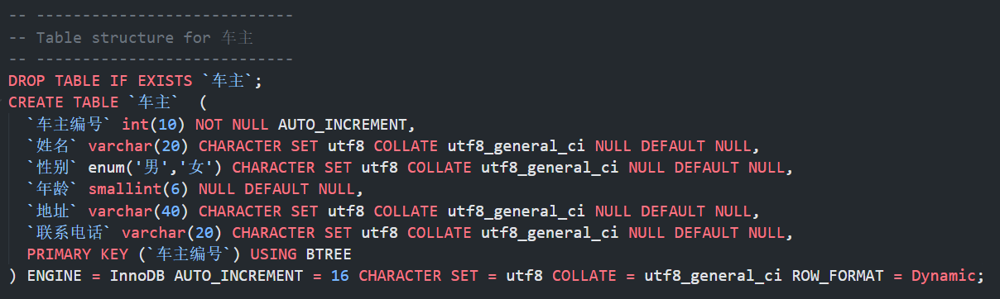 -- ----------------------------
-- Table structure for 车主
-- ----------------------------
DROP TABLE IF EXISTS `车主`;
CREATE TABLE `车主`  (
  `车主编号` int(10) NOT NULL AUTO_INCREMENT,
  `姓名` varchar(20) CHARACTER SET utf8 COLLATE utf8_general_ci NULL DEFAULT NULL,
  `性别` enum('男','女') CHARACTER SET utf8 COLLATE utf8_general_ci NULL DEFAULT NULL,
  `年龄` smallint(6) NULL DEFAULT NULL,
  `地址` varchar(40) CHARACTER SET utf8 COLLATE utf8_general_ci NULL DEFAULT NULL,
  `联系电话` varchar(20) CHARACTER SET utf8 COLLATE utf8_general_ci NULL DEFAULT NULL,
  PRIMARY KEY (`车主编号`) USING BTREE
) ENGINE = InnoDB AUTO_INCREMENT = 16 CHARACTER SET = utf8 COLLATE = utf8_general_ci ROW_FORMAT = Dynamic;